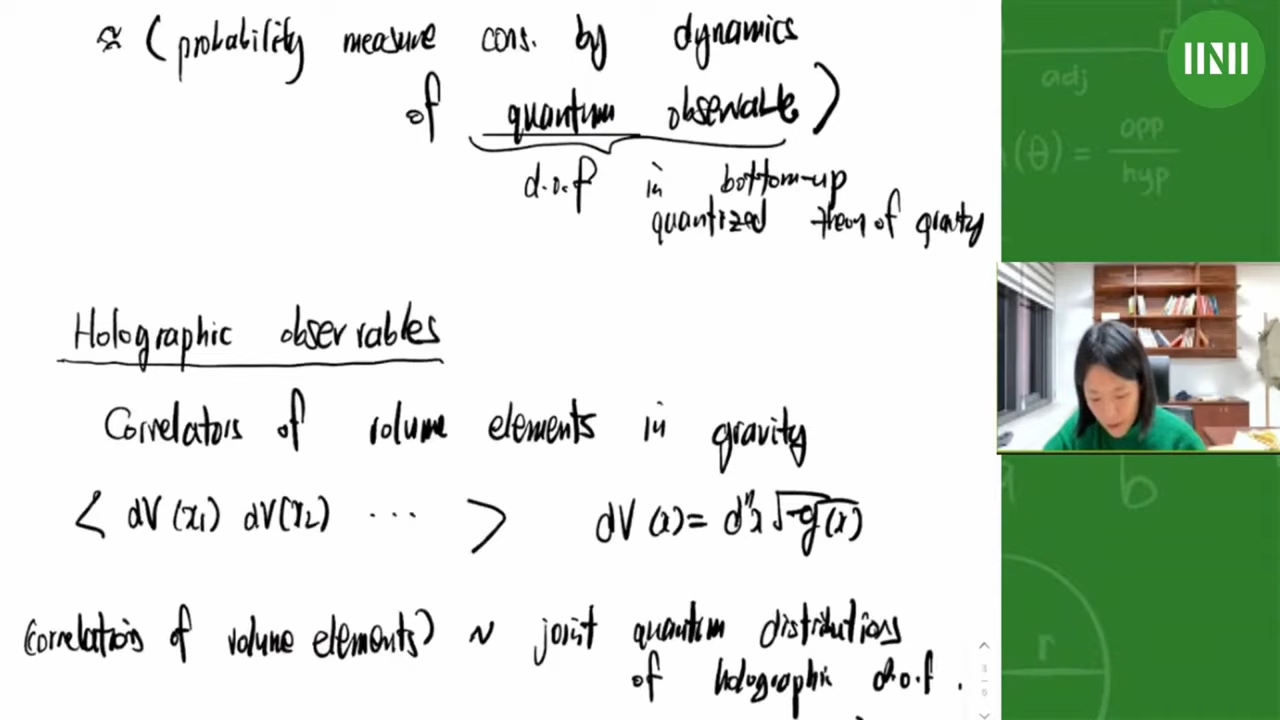 ≈ (probability measure cons. by dynamics
of quantum observable)
d.o.f in bottom-up
quantized theory of gravity
Holographic observables
Correlators of volume elements in gravity
< dV(x₁) dV(x₂) ⋯ > dV(x) = dⁿx √-g(x)
(correlations of volume elements) ~ joint quantum distributions
of holographic d.o.f.
adj
(θ) = opp
hyp
b
r